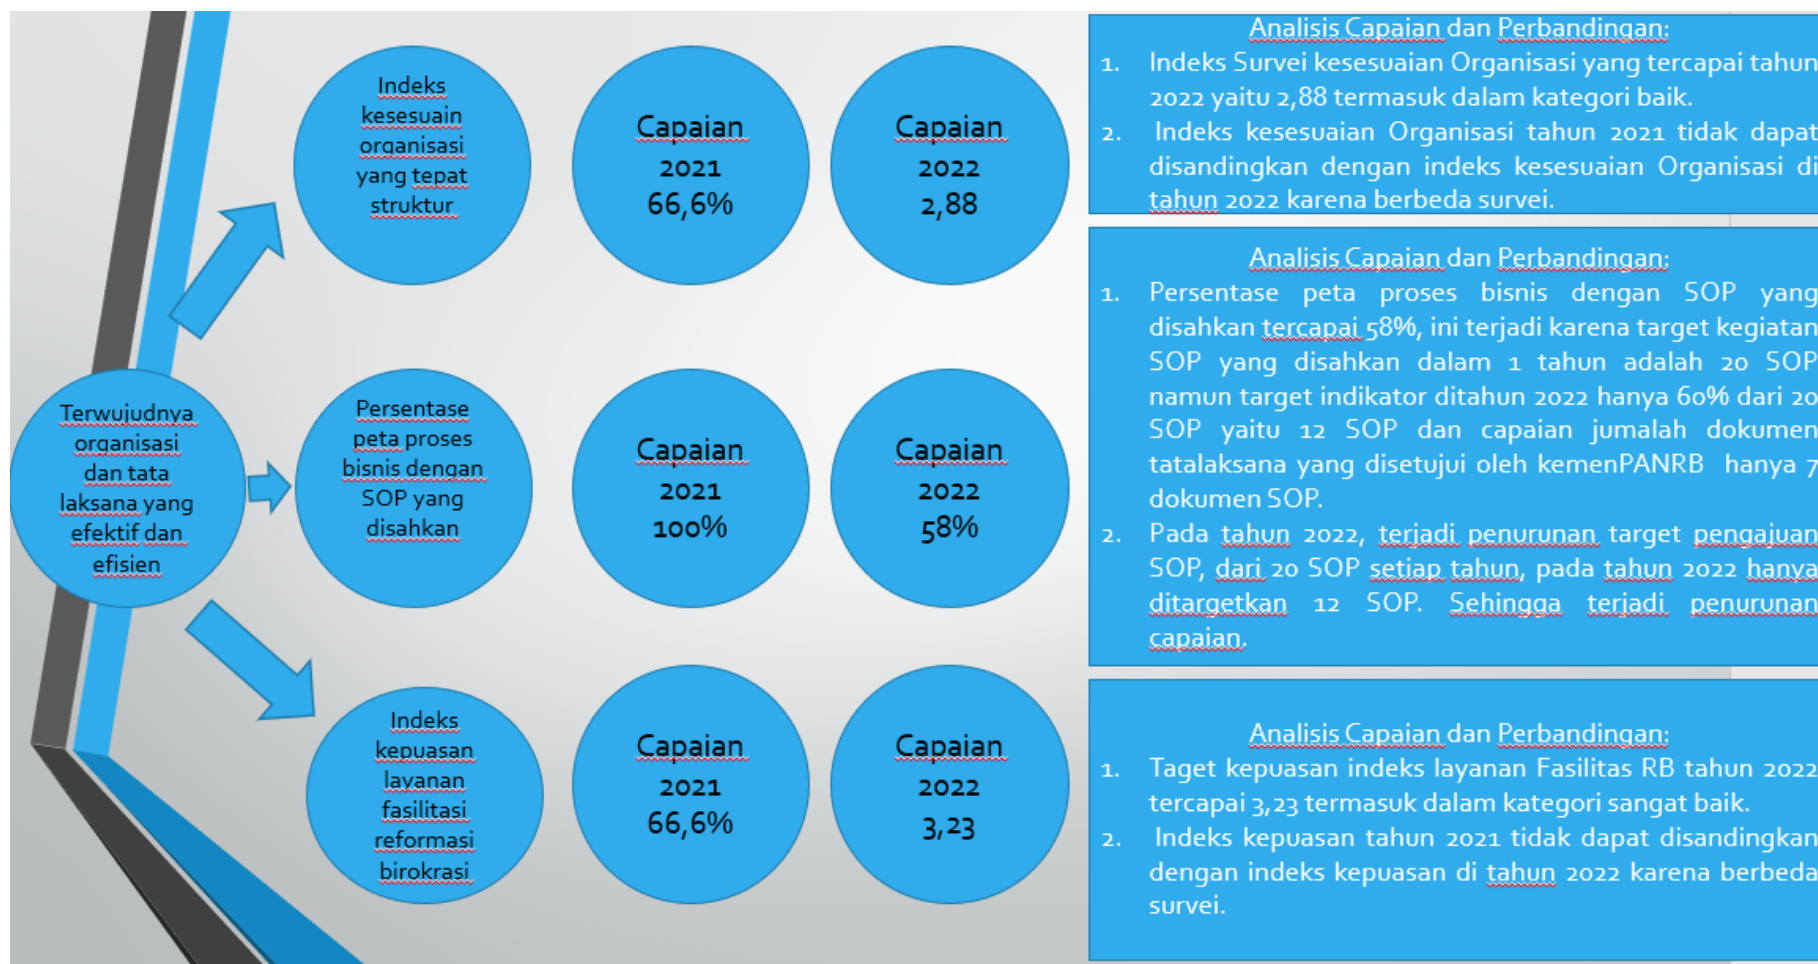 Terwujudnya
organisasi
dan tata
laksana yang
efektif dan
efisien
Indeks
kesesuain
organisasi
yang tepat
struktur
Capaian
2021
66,6%
Capaian
2022
2,88
Analisis Capaian dan Perbandingan:
1. Indeks Survei kesesuaian Organisasi yang tercapai tahun
2022 yaitu 2,88 termasuk dalam kategori baik.
2. Indeks kesesuaian Organisasi tahun 2021 tidak dapat
disandingkan dengan indeks kesesuaian Organisasi di
tahun 2022 karena berbeda survei.
Persentase
peta proses
bisnis dengan
SOP yang
disahkan
Capaian
2021
100%
Capaian
2022
58%
Analisis Capaian dan Perbandingan:
1. Persentase peta proses bisnis dengan SOP yang
disahkan tercapai 58%, ini terjadi karena target kegiatan
SOP yang disahkan dalam 1 tahun adalah 20 SOP
namun target indikator ditahun 2022 hanya 60% dari 20
SOP yaitu 12 SOP dan capaian jumalah dokumen
tatalaksana yang disetujui oleh kemenPANRB hanya 7
dokumen SOP.
2. Pada tahun 2022, terjadi penurunan target pengajuan
SOP, dari 20 SOP setiap tahun, pada tahun 2022 hanya
ditargetkan 12 SOP. Sehingga terjadi penurunan
capaian.
Indeks
kepuasan
layanan
fasilitasi
reformasi
birokrasi
Capaian
2021
66,6%
Capaian
2022
3,23
Analisis Capaian dan Perbandingan:
1. Taget kepuasan indeks layanan Fasilitas RB tahun 2022
tercapai 3,23 termasuk dalam kategori sangat baik.
2. Indeks kepuasan tahun 2021 tidak dapat disandingkan
dengan indeks kepuasan di tahun 2022 karena berbeda
survei.